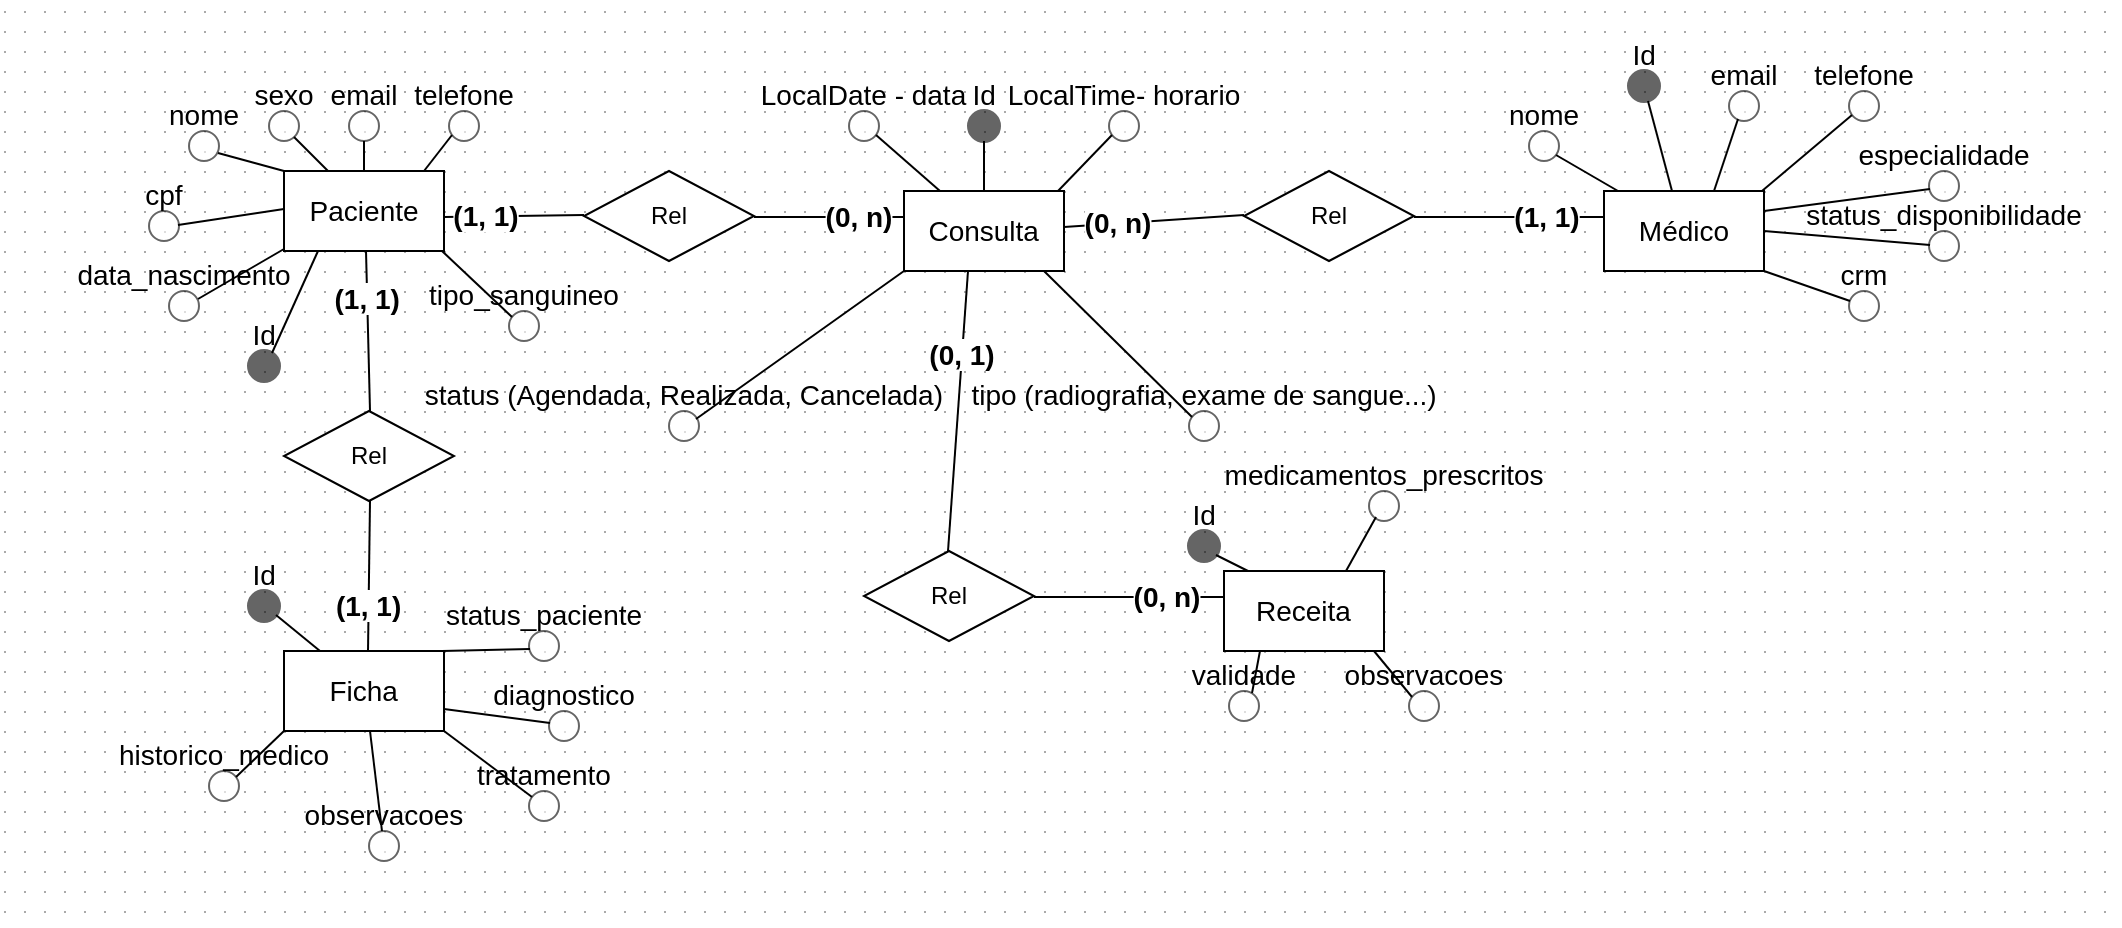 Id
email
telefone
nome
sexo
email
telefone
LocalDate - data
Id
LocalTime- horario
nome
especialidade
cpf
Paciente
(1, 1)
Rel
(0, n)
Consulta
(0, n)
Rel
(1, 1)
Médico
status_disponibilidade
data_nascimento
(1, 1)
tipo_sanguineo
crm
Id
(0, 1)
status (Agendada, Realizada, Cancelada)
tipo (radiografia, exame de sangue...)
Rel
medicamentos_prescritos
Id
Id
(1, 1)
Rel
(0, n)
Receita
status_paciente
Ficha
diagnostico
validade
observacoes
historico_medico
tratamento
observacoes